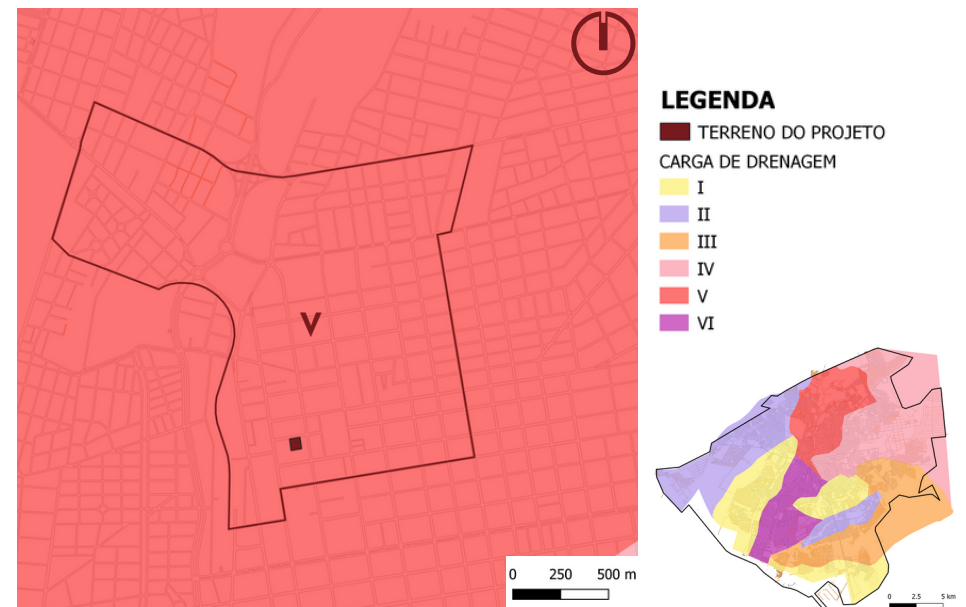 V
0 250 500 m
LEGENDA
TERRENO DO PROJETO
CARGA DE DRENAGEM
I
II
III
IV
V
VI
0 2.5 5 km